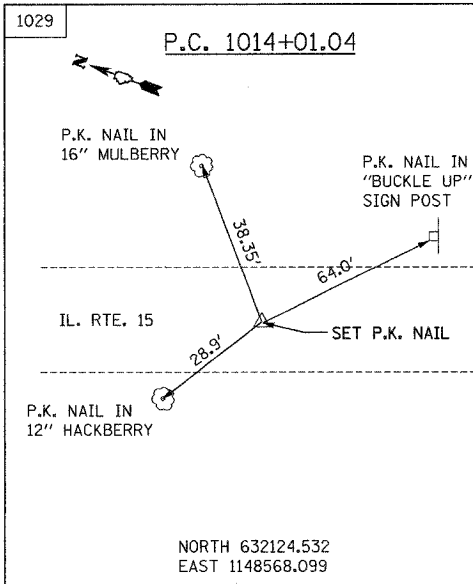 1029
P.C. 1014+01.04
N
P.K. NAIL IN
16" MULBERRY
P.K. NAIL IN
"BUCKLE UP"
SIGN POST
38.35'
64.0'
IL. RTE. 15
SET P.K. NAIL
28.9'
P.K. NAIL IN
12" HACKBERRY
NORTH 632124.532
EAST 1148568.099